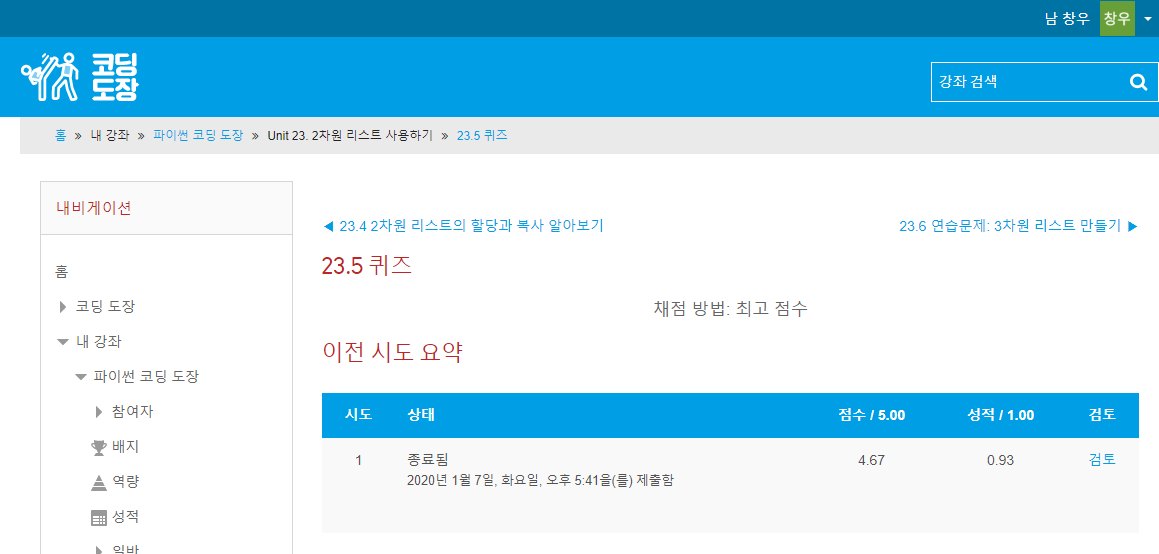 남 창우 창우
코딩
도장
강좌 검색
홈 » 내 강좌 » 파이썬 코딩 도장 » Unit 23. 2차원 리스트 사용하기 » 23.5 퀴즈
내비게이션
홈
코딩 도장
내 강좌
파이썬 코딩 도장
참여자
배지
역량
성적
일반
◀ 23.4 2차원 리스트의 할당과 복사 알아보기
23.6 연습문제: 3차원 리스트 만들기 ▶
23.5 퀴즈
채점 방법: 최고 점수
이전 시도 요약
시도 상태 점수 / 5.00 성적 / 1.00 검토
1 종료됨 4.67 0.93 검토
2020년 1월 7일, 화요일, 오후 5:41을(를) 제출함